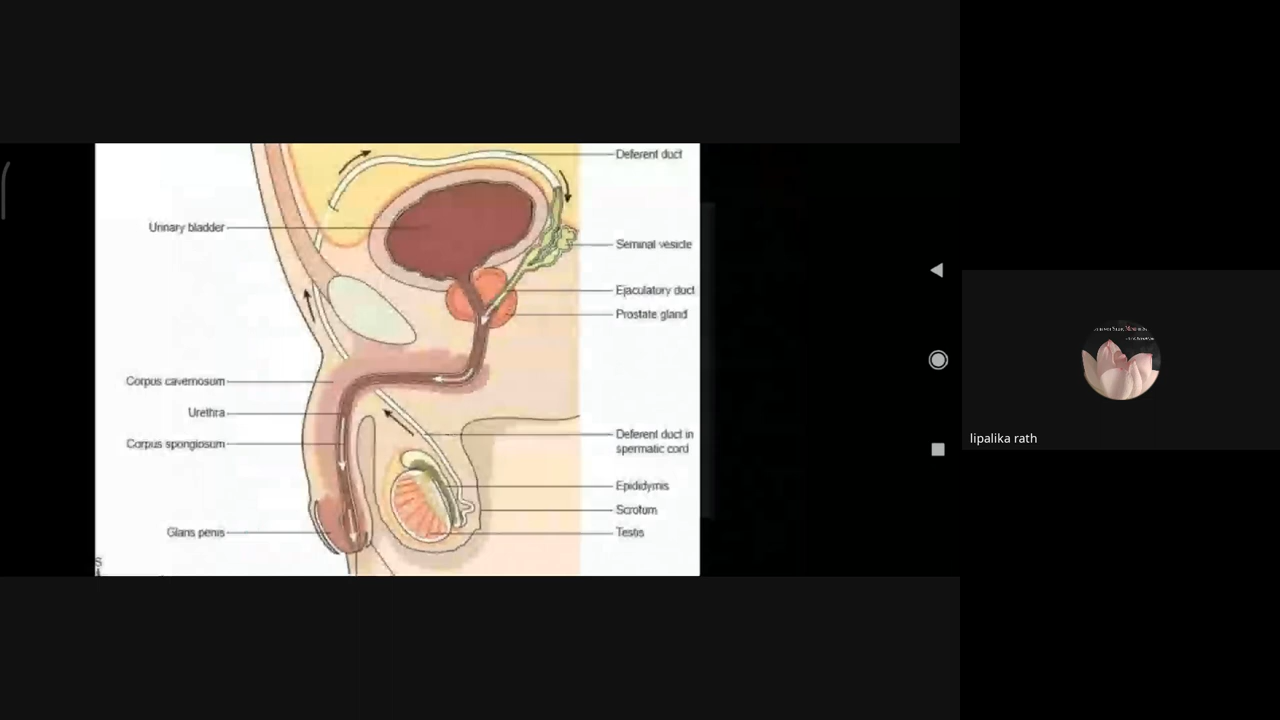 Deferent duct
Urinary bladder
Seminal vesicle
Ejaculatory duct
Prostate gland
Corpus cavernosum
Urethra
Corpus spongiosum
Deferent duct in
spermatic cord
Epididymis
Scrotum
Glans penis
Testis
lipalika rath